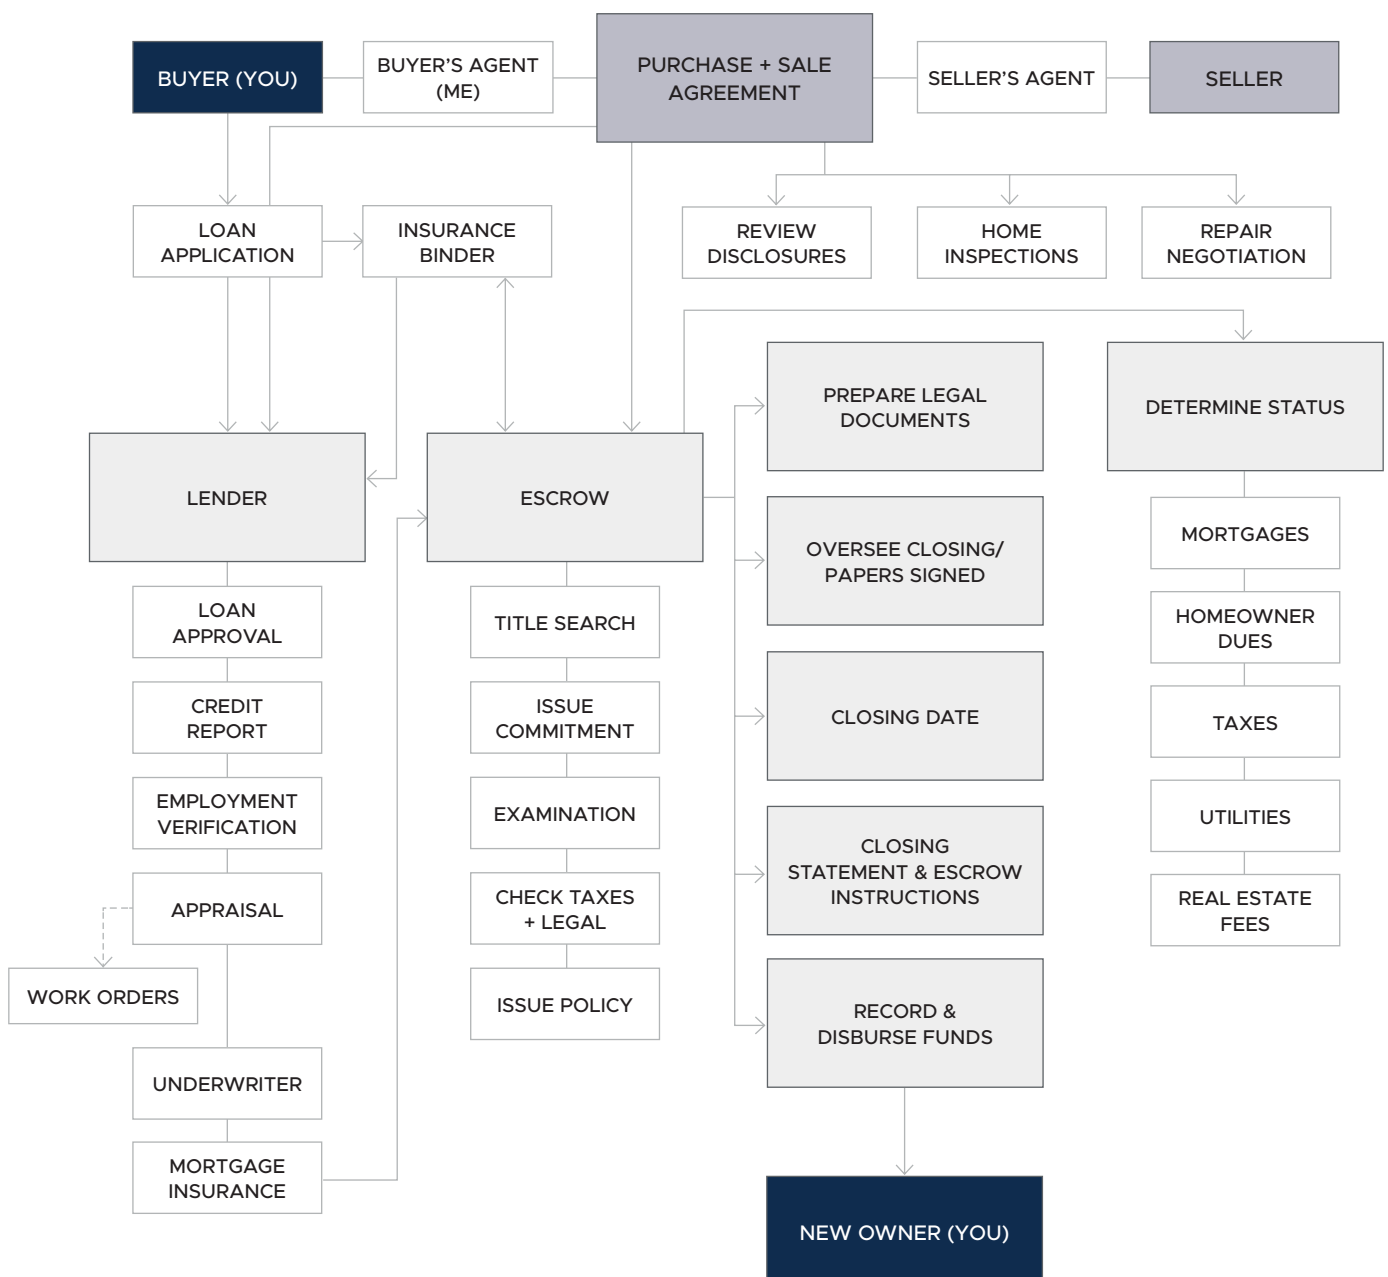 BUYER (YOU)
BUYER’S AGENT
(ME)
PURCHASE + SALE
AGREEMENT
SELLER’S AGENT
SELLER
LOAN
APPLICATION
INSURANCE
BINDER
REVIEW
DISCLOSURES
HOME
INSPECTIONS
REPAIR
NEGOTIATION
LENDER
ESCROW
PREPARE LEGAL
DOCUMENTS
DETERMINE STATUS
LOAN
APPROVAL
CREDIT
REPORT
EMPLOYMENT
VERIFICATION
APPRAISAL
WORK ORDERS
UNDERWRITER
MORTGAGE
INSURANCE
TITLE SEARCH
ISSUE
COMMITMENT
EXAMINATION
CHECK TAXES
+ LEGAL
ISSUE POLICY
OVERSEE CLOSING/
PAPERS SIGNED
CLOSING DATE
CLOSING
STATEMENT & ESCROW
INSTRUCTIONS
RECORD &
DISBURSE FUNDS
MORTGAGES
HOMEOWNER
DUES
TAXES
UTILITIES
REAL ESTATE
FEES
NEW OWNER (YOU)